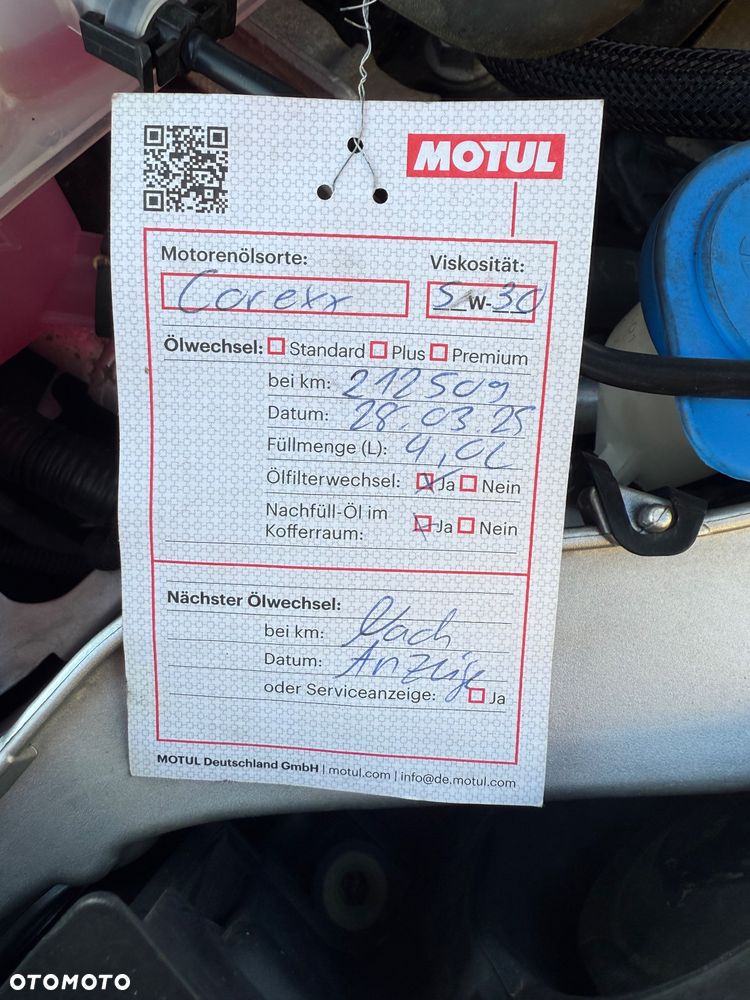 MOTUL
Motorenölsorte: Viskosität:
Corexx 5 W-30
Ölwechsel: Standard Plus Premium
bei km: 212509
Datum: 28.03.25
Füllmenge (L): 4,0L
Ölfilterwechsel: Ja Nein
Nachfüll-Öl im
Kofferraum: Ja Nein
Nächster Ölwechsel:
bei km: Nach
Datum: Anzeige
oder Serviceanzeige: Ja
MOTUL Deutschland GmbH | motul.com | info@de.motul.com
OTOMOTO